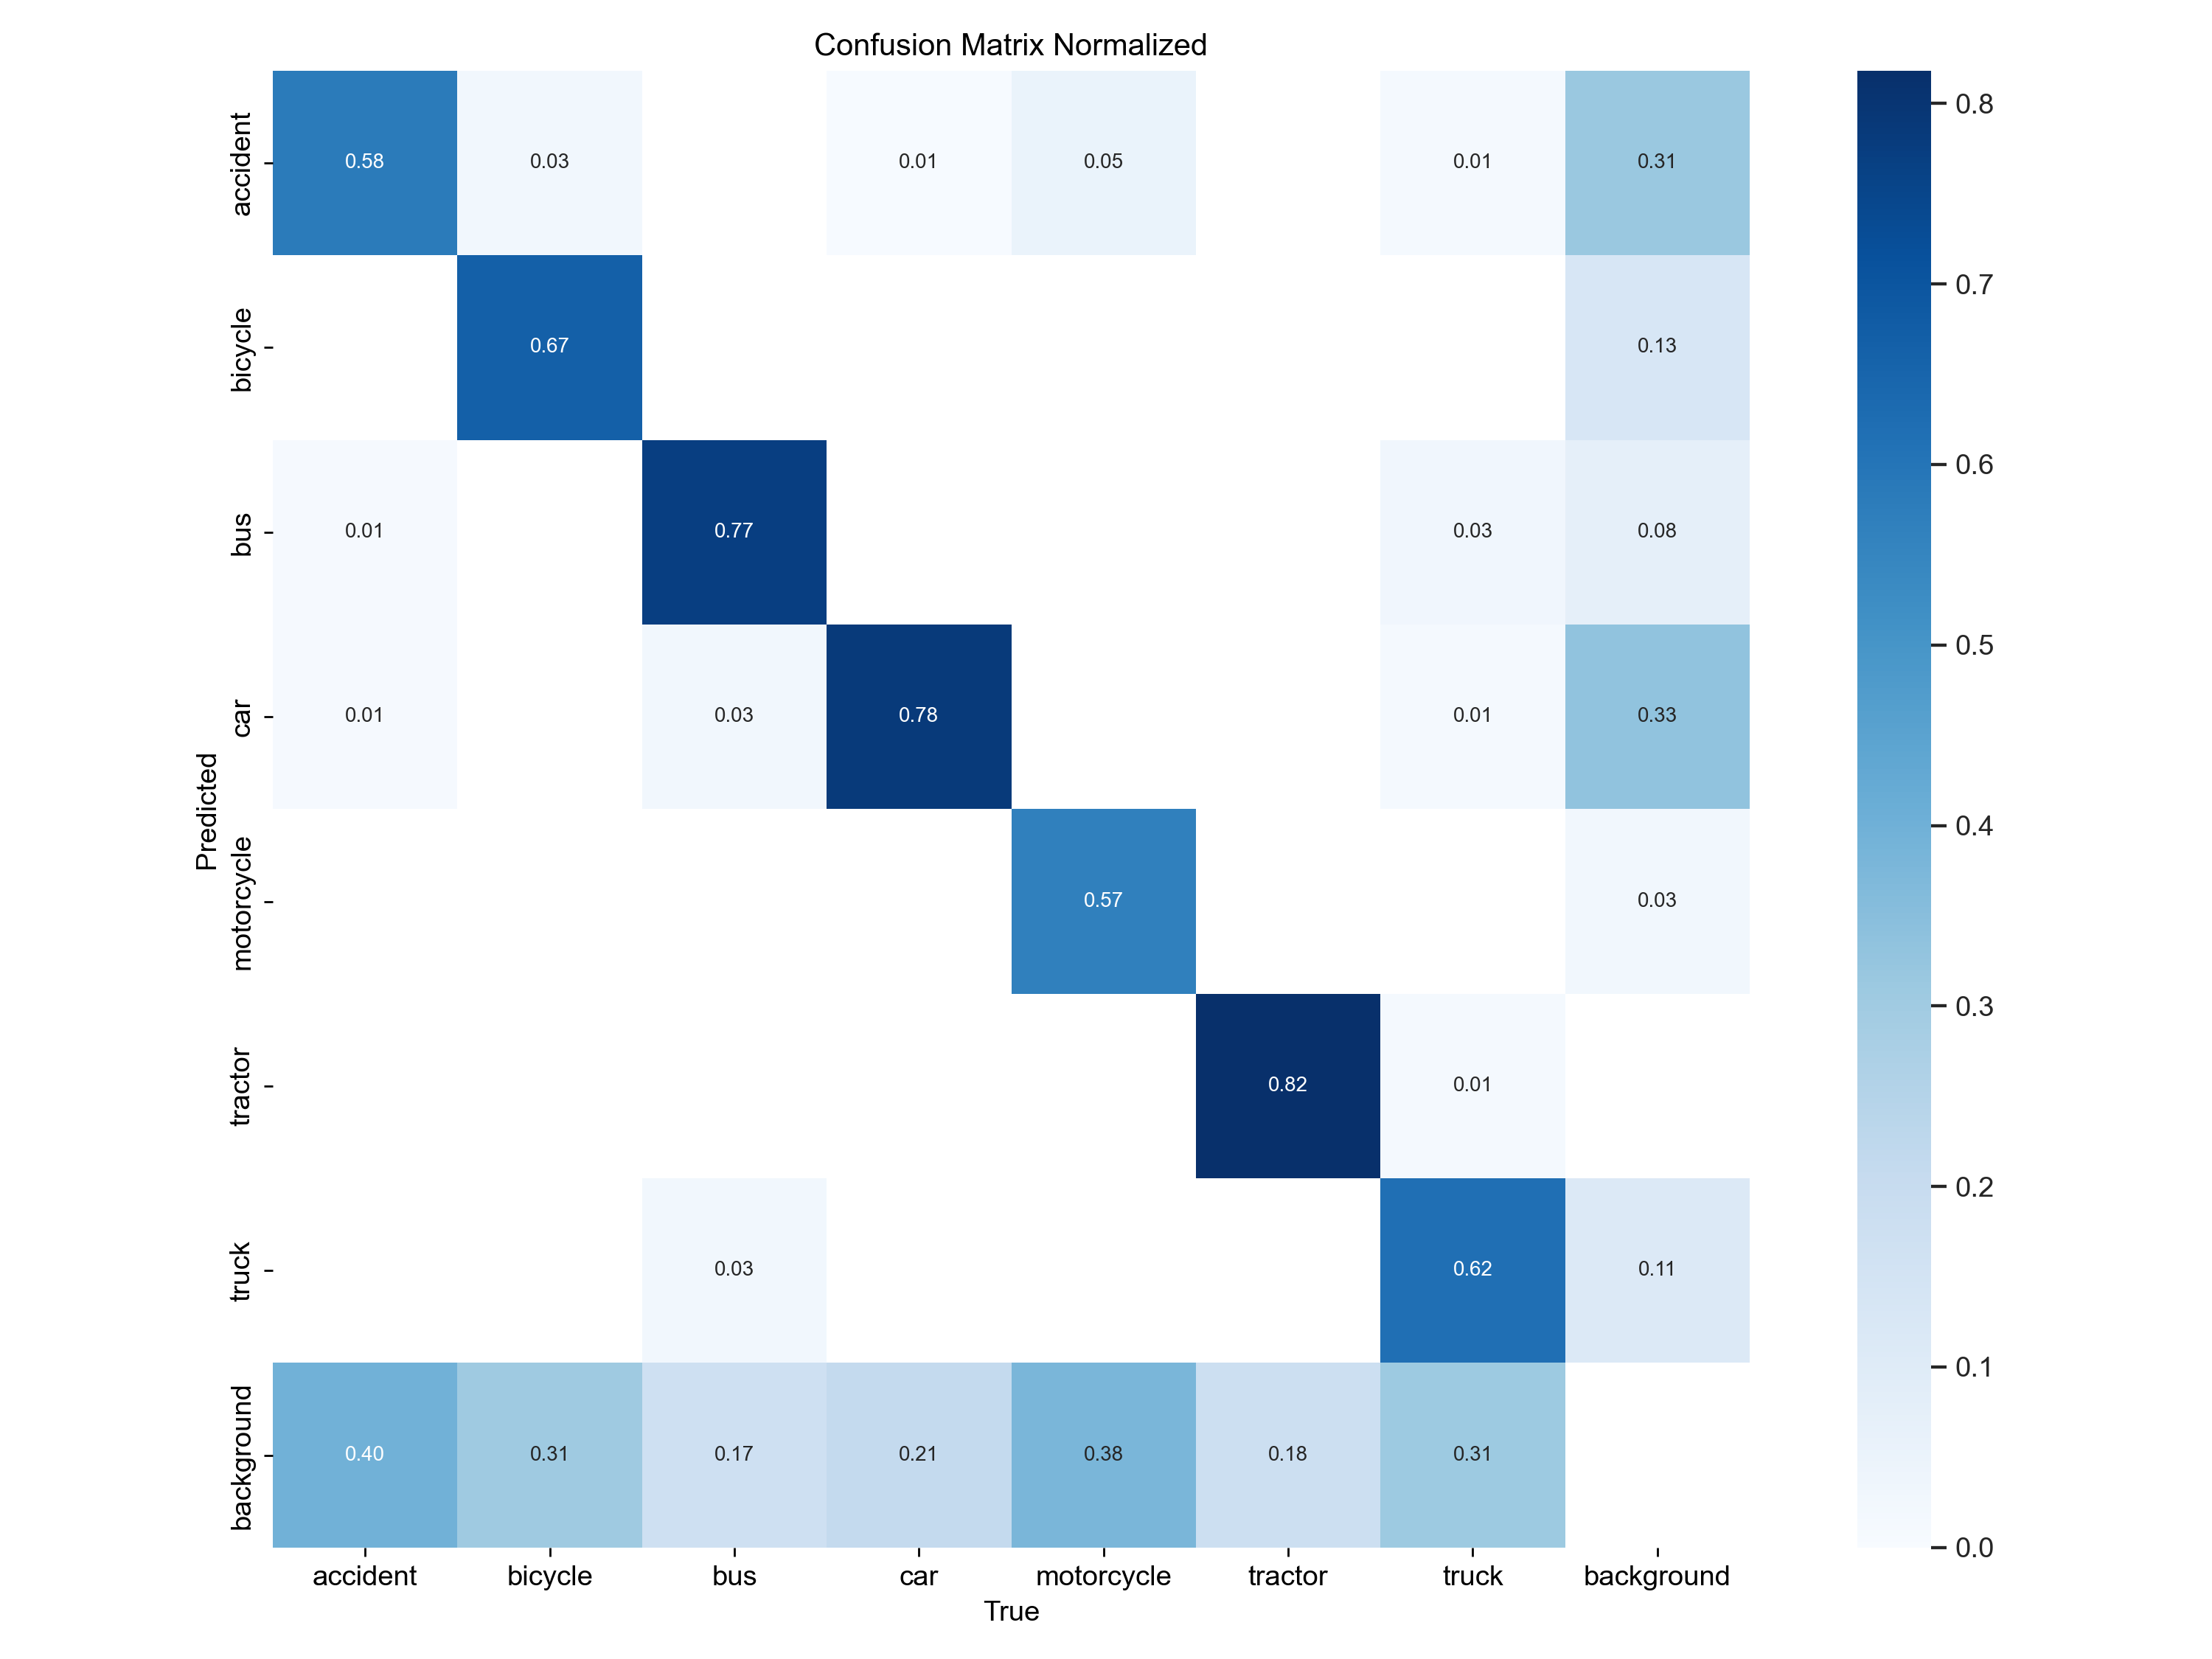 Confusion Matrix Normalized
accident
0.58
0.03
0.01
0.05
0.01
0.31
bicycle
0.67
0.13
bus
0.01
0.77
0.03
0.08
car
0.01
0.03
0.78
0.01
0.33
Predicted
motorcycle
0.57
0.03
tractor
0.82
0.01
truck
0.03
0.62
0.11
background
0.40
0.31
0.17
0.21
0.38
0.18
0.31
accident
bicycle
bus
car
motorcycle
tractor
truck
background
True
0.8
0.7
0.6
0.5
0.4
0.3
0.2
0.1
0.0